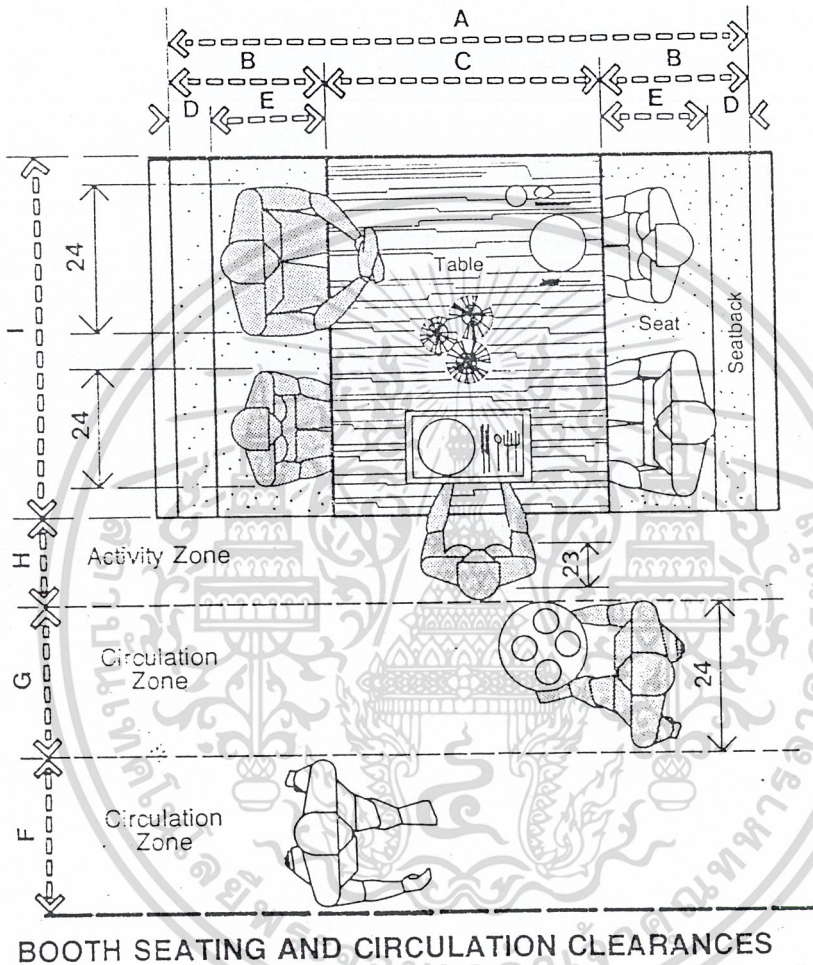 A
B C B
D E E D
I
24
24
Table
Seat
Seatback
H
Activity Zone
23
G
Circulation
Zone
24
F
Circulation
Zone
BOOTH SEATING AND CIRCULATION CLEARANCES